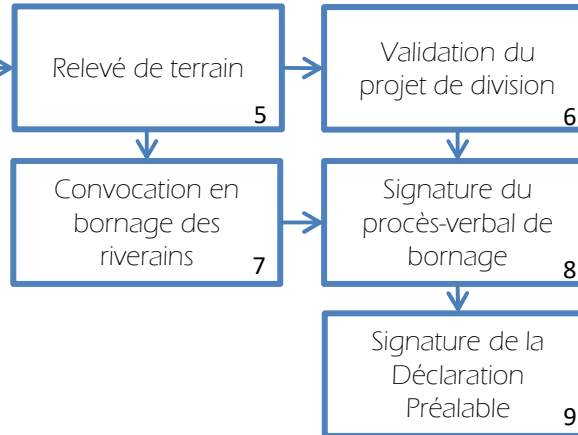 Relevé de terrain
5
Validation du
projet de division
6
Convocation en
bornage des
riverains
7
Signature du
procès-verbal de
bornage
8
Signature de la
Déclaration
Préalable
9